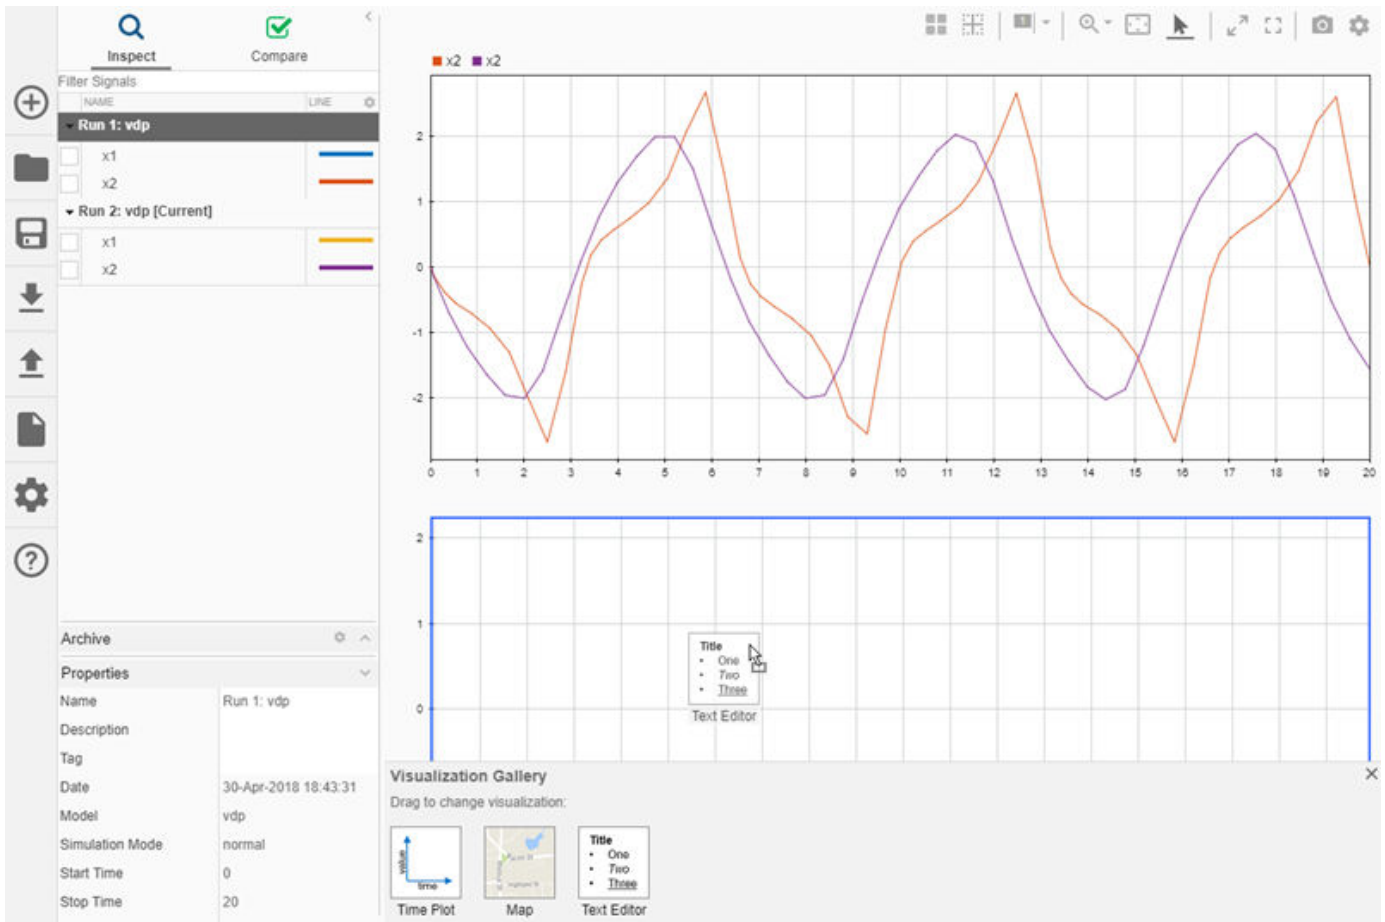 Inspect
Compare
Filter Signals
NAME
LINE
Run 1: vdp
x1
x2
Run 2: vdp [Current]
x1
x2
Archive
Properties
Name Run 1: vdp
Description
Tag
Date 30-Apr-2018 18:43:31
Model vdp
Simulation Mode normal
Start Time 0
Stop Time 20
1
x2 x2
2
1
0
-1
-2
0 1 2 3 4 5 6 7 8 9 10 11 12 13 14 15 16 17 18 19 20
2
1
0
Title
• One
• Two
• Three
Text Editor
Visualization Gallery
Drag to change visualization:
value
time
Time Plot
Map
Title
• One
• Two
• Three
Text Editor